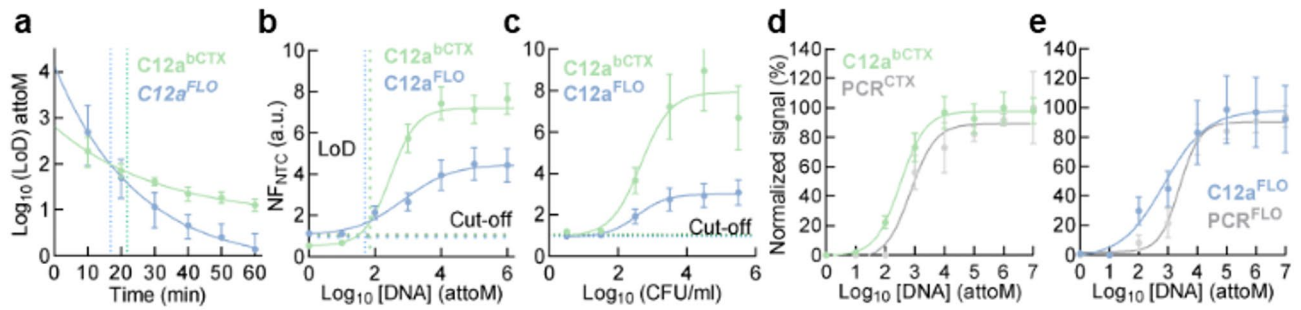 a
Log10 (LoD) attoM
4
3
2
1
0
0 10 20 30 40 50 60
Time (min)
C12a^bCTX
C12a^FLO
b
NF_NTC (a.u.)
10
8
6
4
2
0
0 2 4 6
Log10 [DNA] (attoM)
C12a^bCTX
C12a^FLO
LoD
Cut-off
c
10
8
6
4
2
0
0 2 4 6
Log10 (CFU/ml)
C12a^bCTX
C12a^FLO
Cut-off
d
Normalized signal (%)
140
120
100
80
60
40
20
0
0 1 2 3 4 5 6 7
Log10 [DNA] (attoM)
C12a^bCTX
PCR^CTX
e
140
120
100
80
60
40
20
0
0 1 2 3 4 5 6 7
Log10 [DNA] (attoM)
C12a^FLO
PCR^FLO